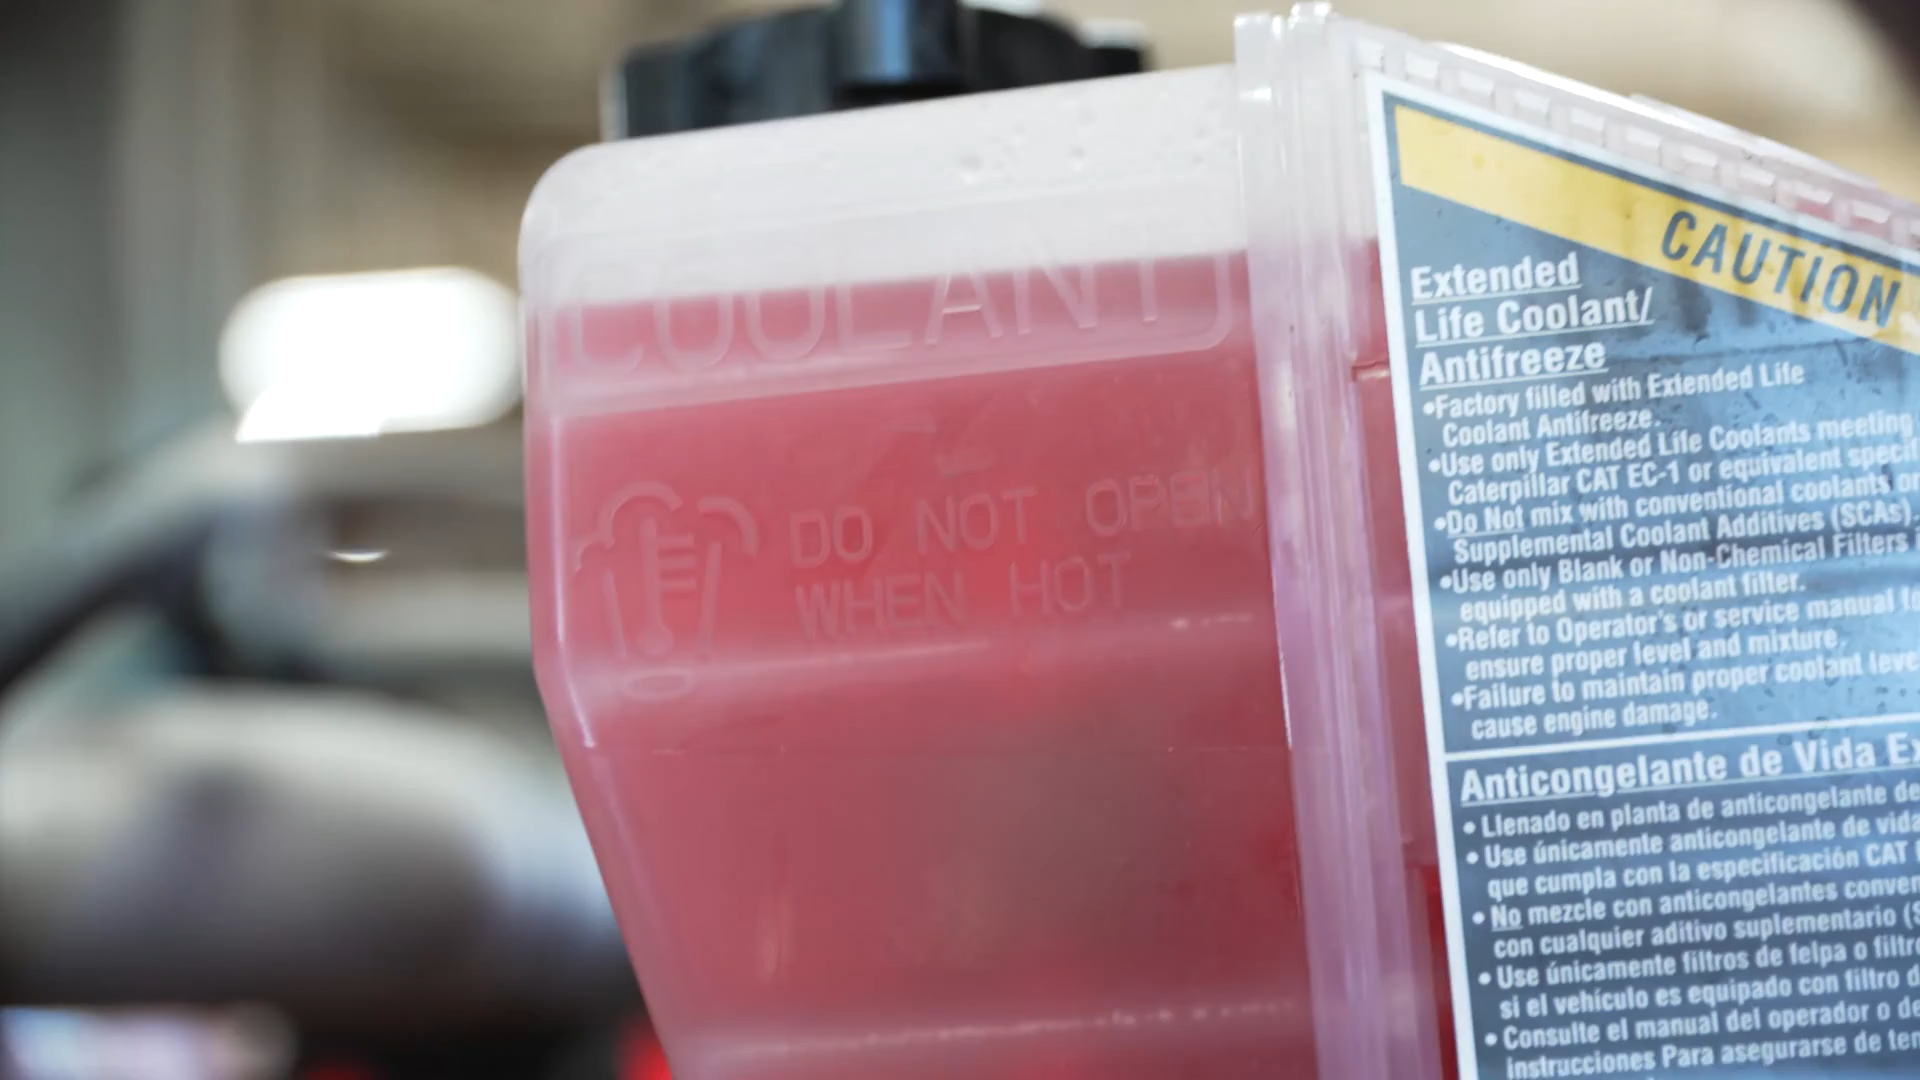 COOLANT
DO NOT OPEN
WHEN HOT
CAUTION
Extended
Life Coolant/
Antifreeze
•Factory filled with Extended Life
Coolant Antifreeze.
•Use only Extended Life Coolants meeting
Caterpillar CAT EC-1 or equivalent
•Do Not mix with conventional coolants or
Supplemental Coolant Additives (SCAs).
•Use only Blank or Non-Chemical Filters
equipped with a coolant filter.
•Refer to Operator's or service manual to
ensure proper level and mixture.
•Failure to maintain proper coolant
cause engine damage.
Anticongelante de Vida
• Llenado en planta de anticongelante de
• Use únicamente anticongelante de vida
que cumpla con la especificación CAT
• No mezcle con anticongelantes
con cualquier aditivo suplementario
• Use únicamente filtros de felpa o
si el vehículo es equipado con filtro
• Consulte el manual del operador o
instrucciones Para asegurarse de